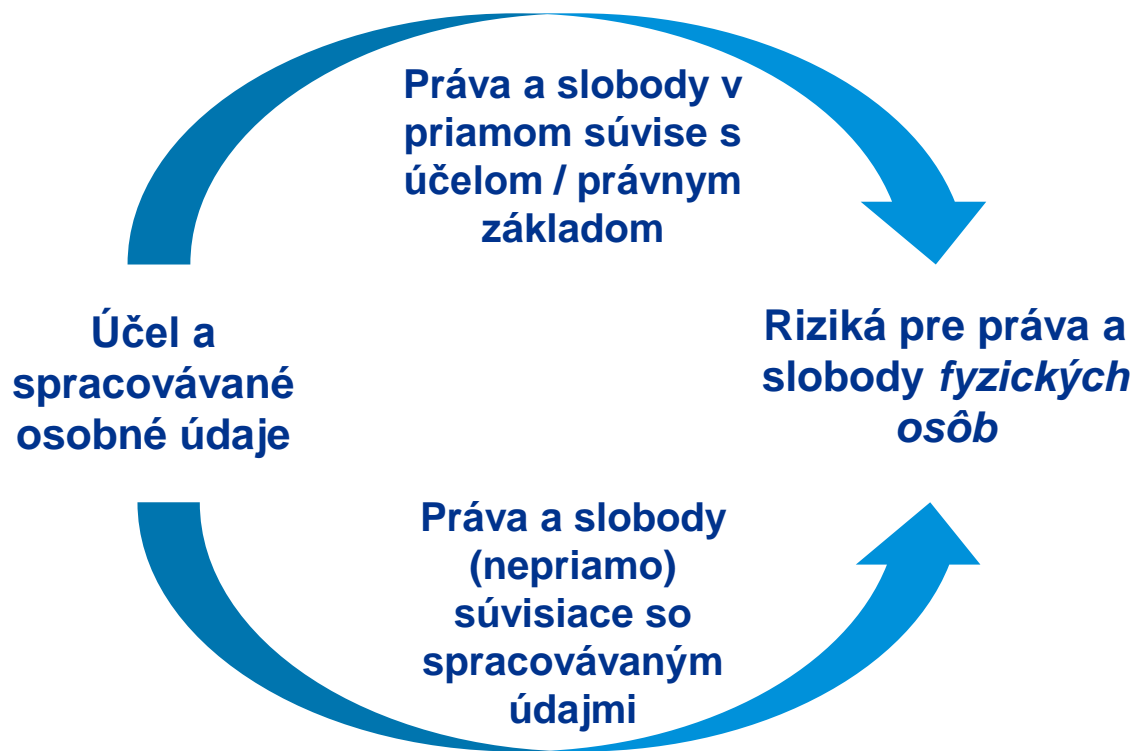 Práva a slobody v
priamom súvise s
účelom / právnym
základom
Účel a
spracovávané
osobné údaje
Riziká pre práva a
slobody fyzických
osôb
Práva a slobody
(nepriamo)
súvisiace so
spracovávaným
údajmi